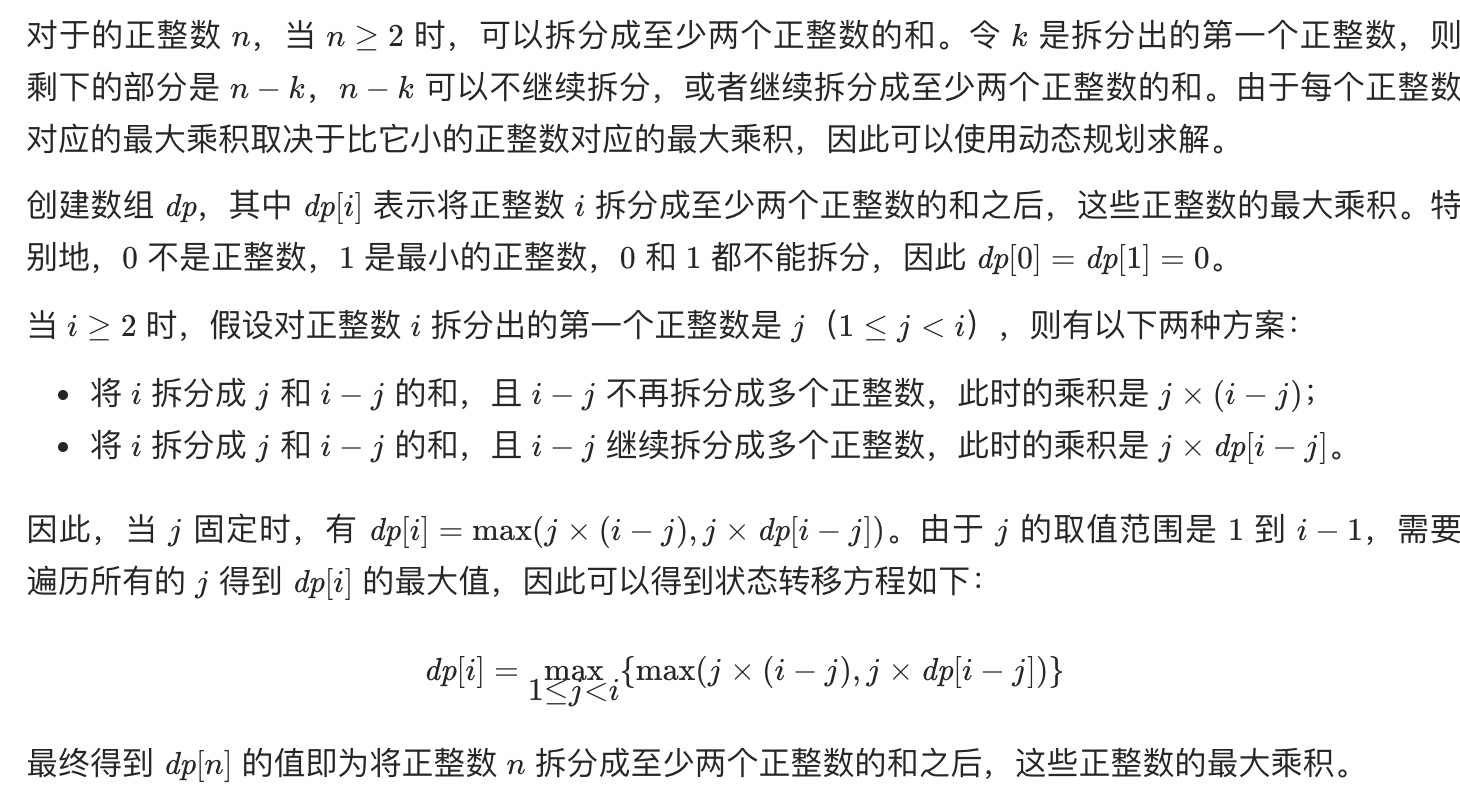 对于的正整数 n，当 n ≥ 2 时，可以拆分成至少两个正整数的和。令 k 是拆分出的第一个正整数，则
剩下的部分是 n − k，n − k 可以不继续拆分，或者继续拆分成至少两个正整数的和。由于每个正整数
对应的最大乘积取决于比它小的正整数对应的最大乘积，因此可以使用动态规划求解。
创建数组 dp，其中 dp[i] 表示将正整数 i 拆分成至少两个正整数的和之后，这些正整数的最大乘积。特
别地，0 不是正整数，1 是最小的正整数，0 和 1 都不能拆分，因此 dp[0] = dp[1] = 0。
当 i ≥ 2 时，假设对正整数 i 拆分出的第一个正整数是 j（1 ≤ j < i），则有以下两种方案：
• 将 i 拆分成 j 和 i − j 的和，且 i − j 不再拆分成多个正整数，此时的乘积是 j × (i − j)；
• 将 i 拆分成 j 和 i − j 的和，且 i − j 继续拆分成多个正整数，此时的乘积是 j × dp[i − j]。
因此，当 j 固定时，有 dp[i] = max(j × (i − j), j × dp[i − j])。由于 j 的取值范围是 1 到 i − 1，需要
遍历所有的 j 得到 dp[i] 的最大值，因此可以得到状态转移方程如下：
dp[i] = max{max(j × (i − j), j × dp[i − j])}
1≤j<i
最终得到 dp[n] 的值即为将正整数 n 拆分成至少两个正整数的和之后，这些正整数的最大乘积。